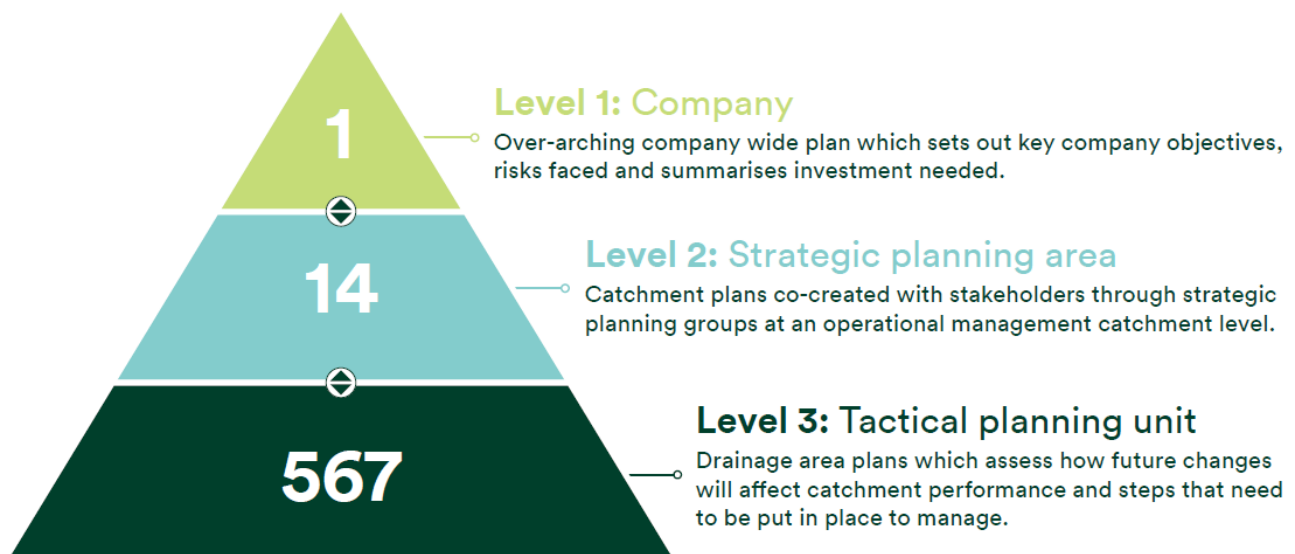 1
Level 1: Company
Over-arching company wide plan which sets out key company objectives,
risks faced and summarises investment needed.
14
Level 2: Strategic planning area
Catchment plans co-created with stakeholders through strategic
planning groups at an operational management catchment level.
567
Level 3: Tactical planning unit
Drainage area plans which assess how future changes
will affect catchment performance and steps that need
to be put in place to manage.